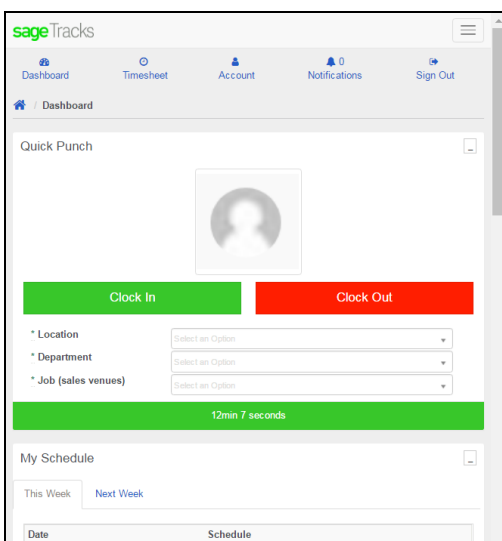 sageTracks
Dashboard Timesheet Account 0 Notifications Sign Out
/ Dashboard
Quick Punch
Clock In Clock Out
* Location Select an Option
* Department Select an Option
* Job (sales venues) Select an Option
12min 7 seconds
My Schedule
This Week Next Week
Date Schedule